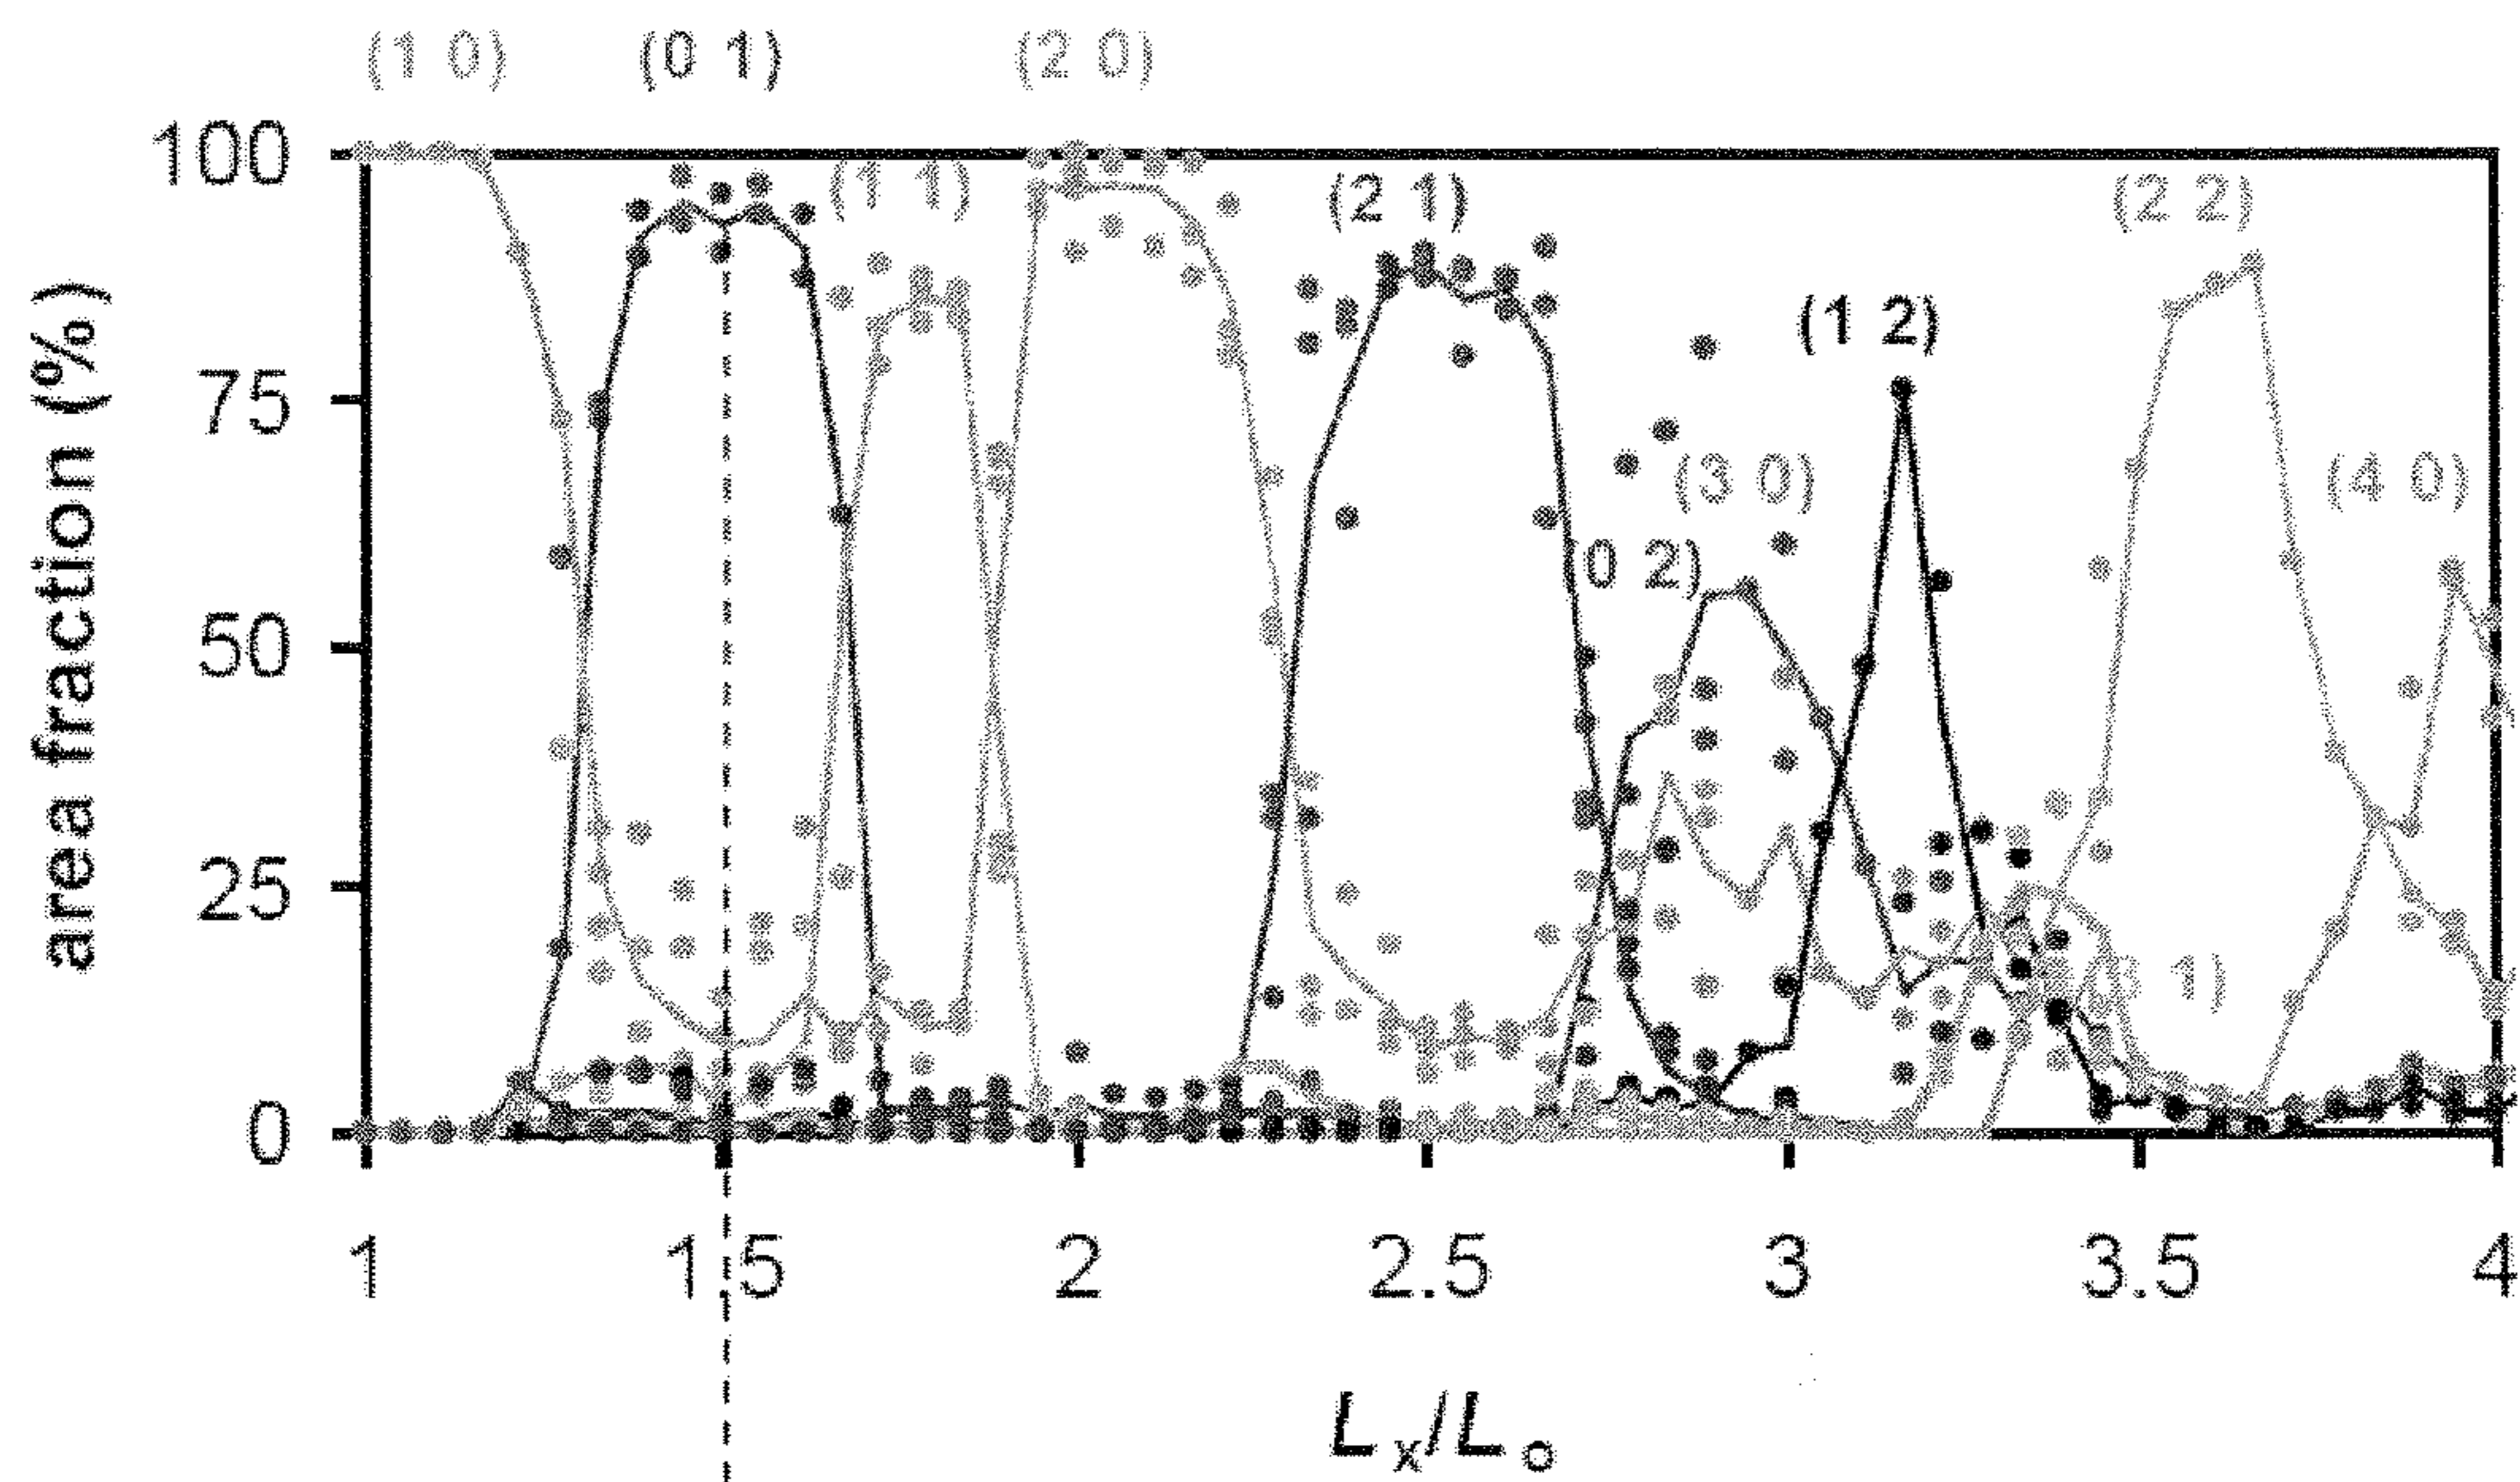 (1 0) (0 1) (2 0)
100
(1 1) (2 1) (2 2)
(1 2)
75
(3 0) (4 0)
0 2)
50
25
1)
0
1 1.5 2 2.5 3 3.5 4
area fraction (%)
Lx/Lo